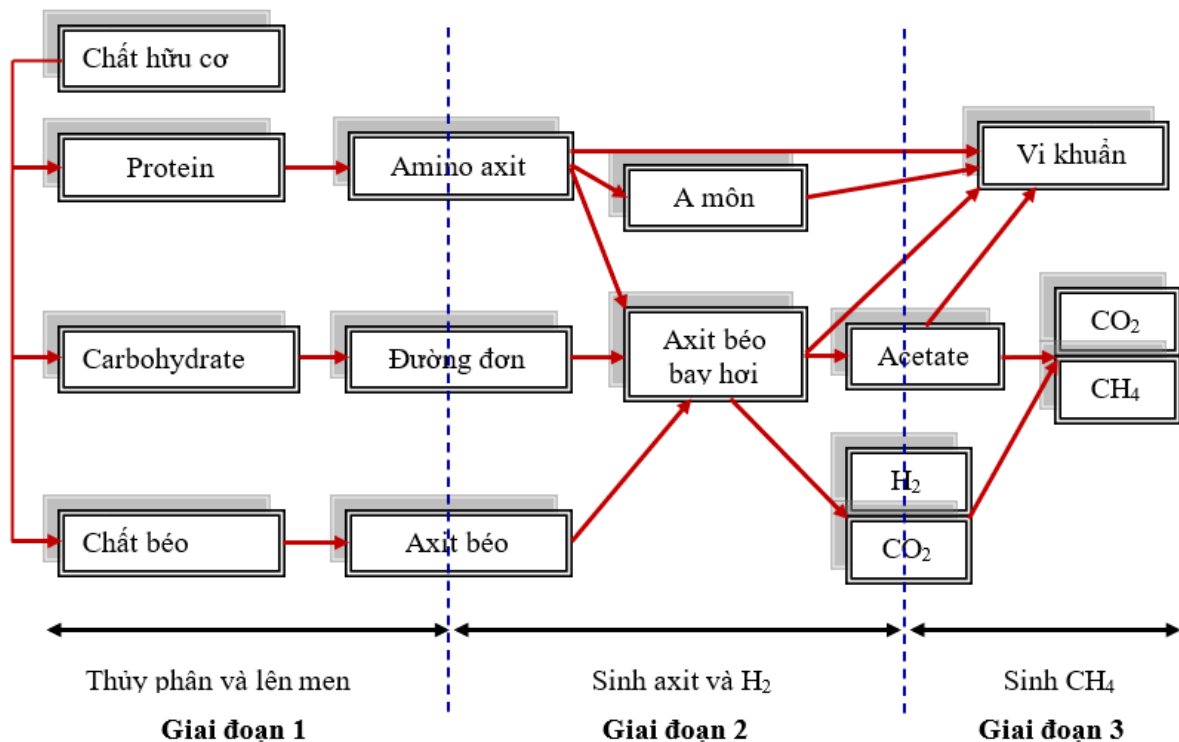 Chất hữu cơ
Protein
Amino axit
A môn
Vi khuẩn
Carbohydrate
Đường đơn
Axit béo
bay hơi
Acetate
CO₂
CH₄
H₂
CO₂
Chất béo
Axit béo
Thủy phân và lên men
Sinh axit và H₂
Sinh CH₄
Giai đoạn 1
Giai đoạn 2
Giai đoạn 3